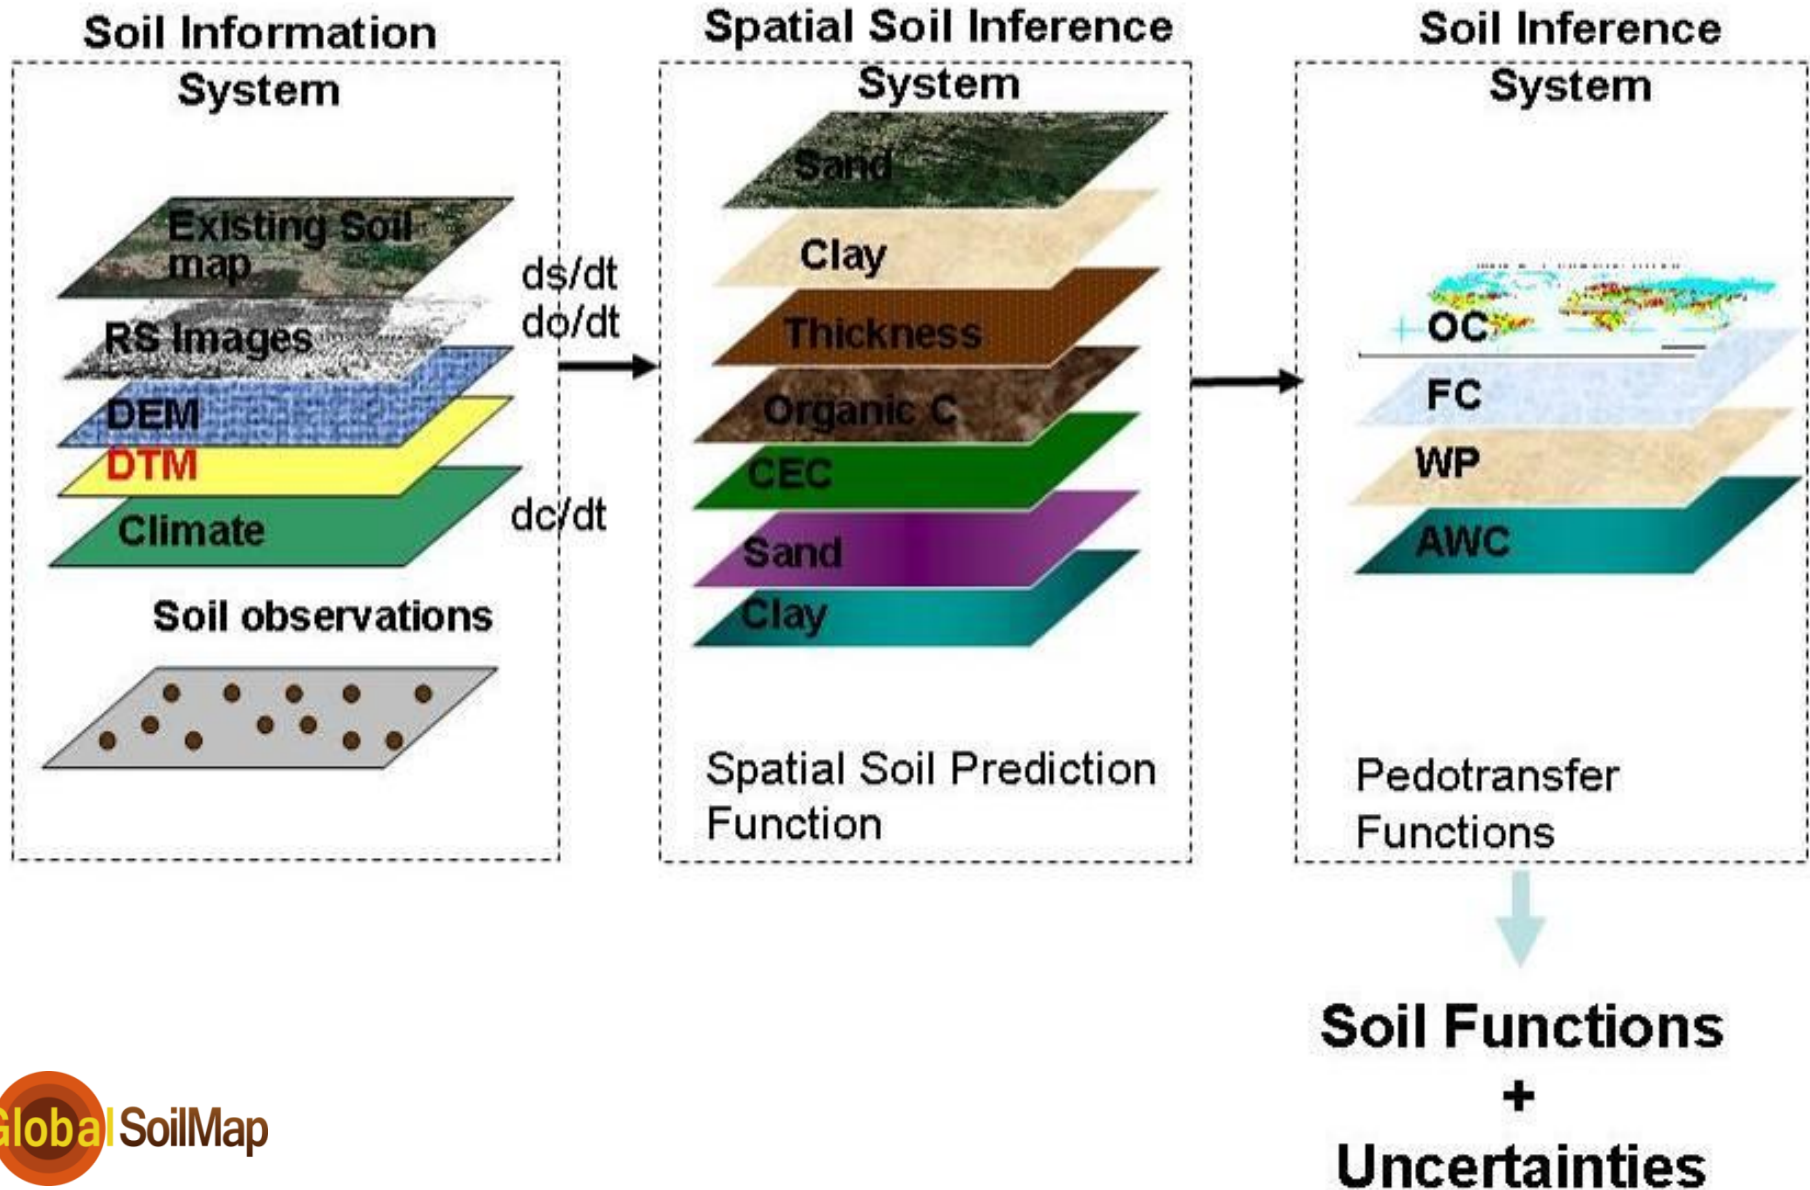 Soil Information
System
Existing Soil
map
RS Images
DEM
DTM
Climate
Soil observations
ds/dt
do/dt
dc/dt
Spatial Soil Inference
System
Sand
Clay
Thickness
Organic C
CEC
Sand
Clay
Spatial Soil Prediction
Function
Soil Inference
System
OC
FC
WP
AWC
Pedotransfer
Functions
Soil Functions
+
Uncertainties
Global SoilMap